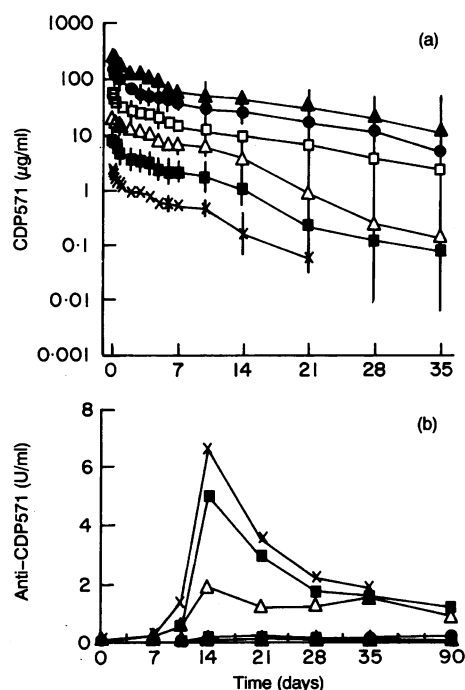 (a)
CDP571 (µg/ml)
1000
100
10
1
0·1
0·01
0·001
0 7 14 21 28 35
(b)
Anti-CDP571 (U/ml)
8
6
4
2
0
0 7 14 21 28 35 90
Time (days)